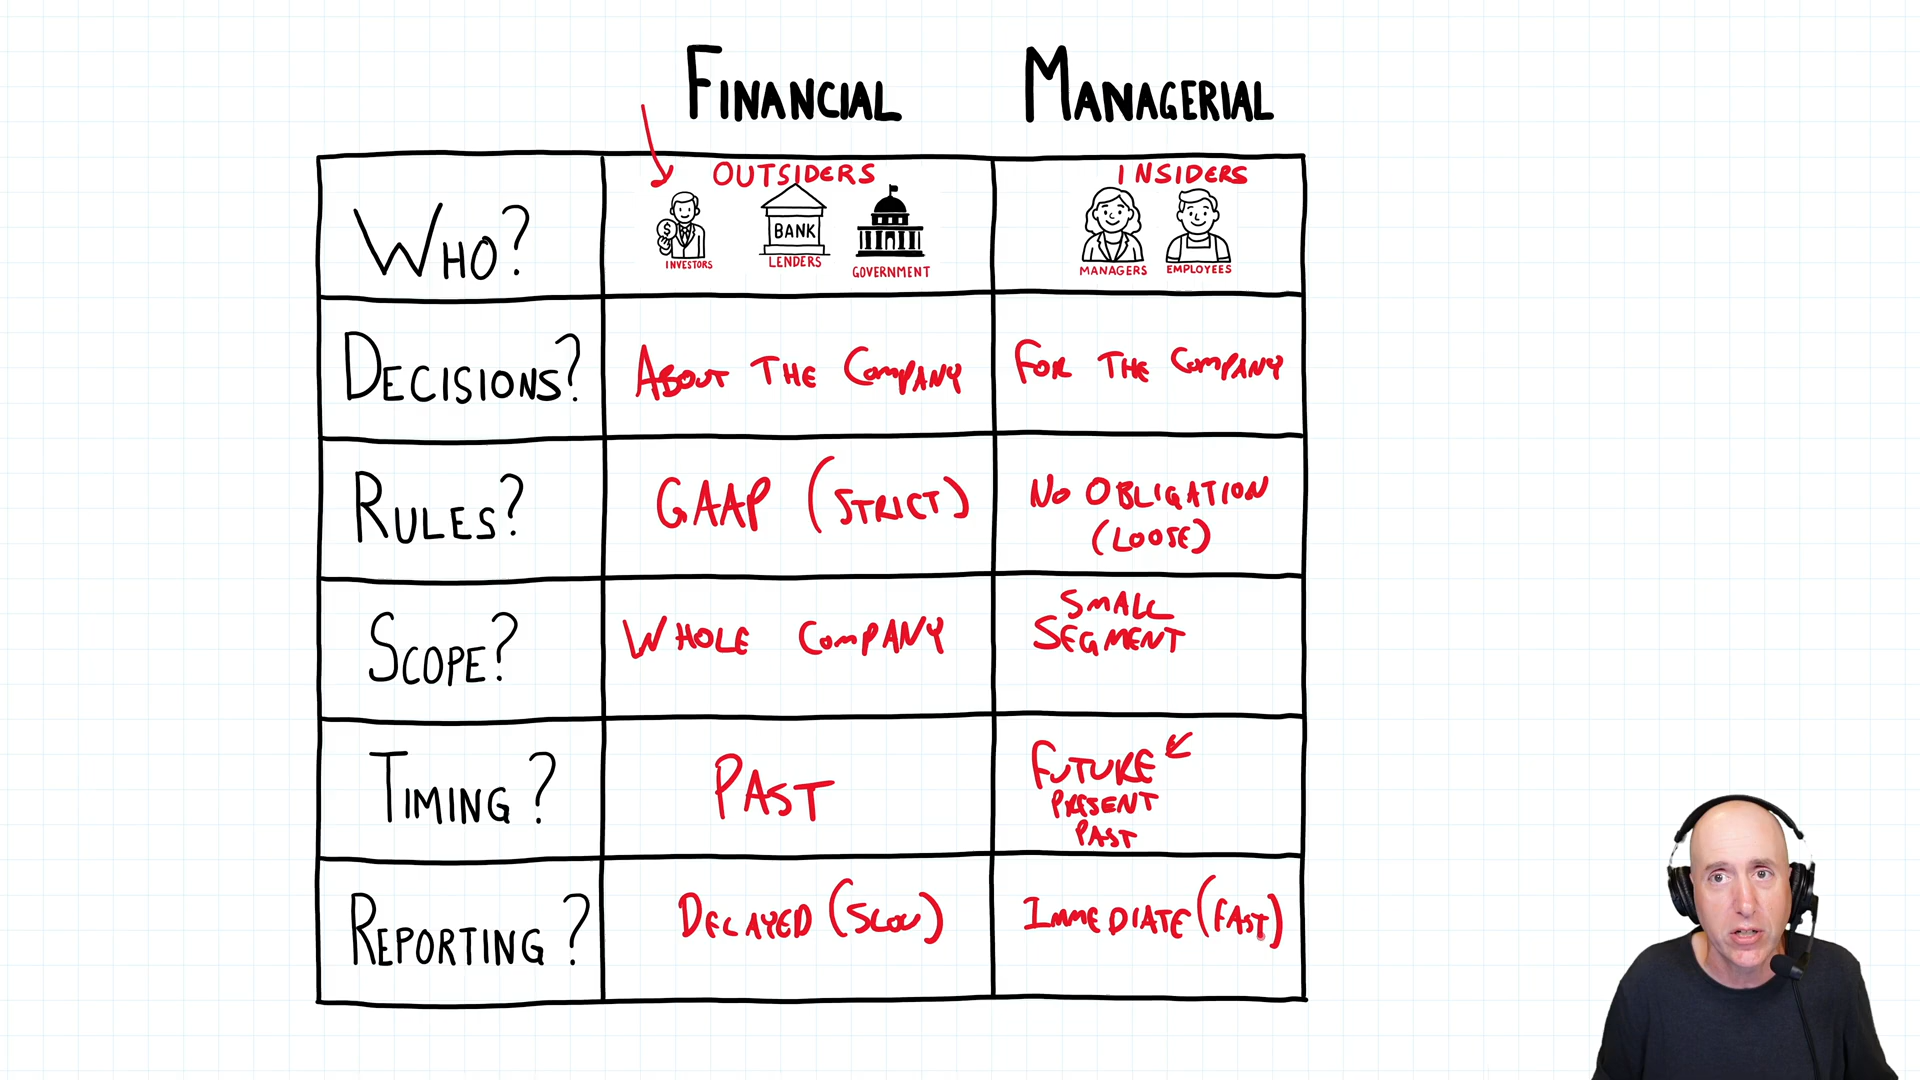 FINANCIAL MANAGERIAL
WHO?
OUTSIDERS
$
INVESTORS
BANK
LENDERS
GOVERNMENT
INSIDERS
MANAGERS
EMPLOYEES
DECISIONS?
ABOUT THE COMPANY
FOR THE COMPANY
RULES?
GAAP (STRICT)
NO OBLIGATION
(LOOSE)
SCOPE?
WHOLE COMPANY
SMALL
SEGMENT
TIMING?
PAST
FUTURE
PRESENT
PAST
REPORTING?
DELAYED (SLOW)
IMMEDIATE (FAST)